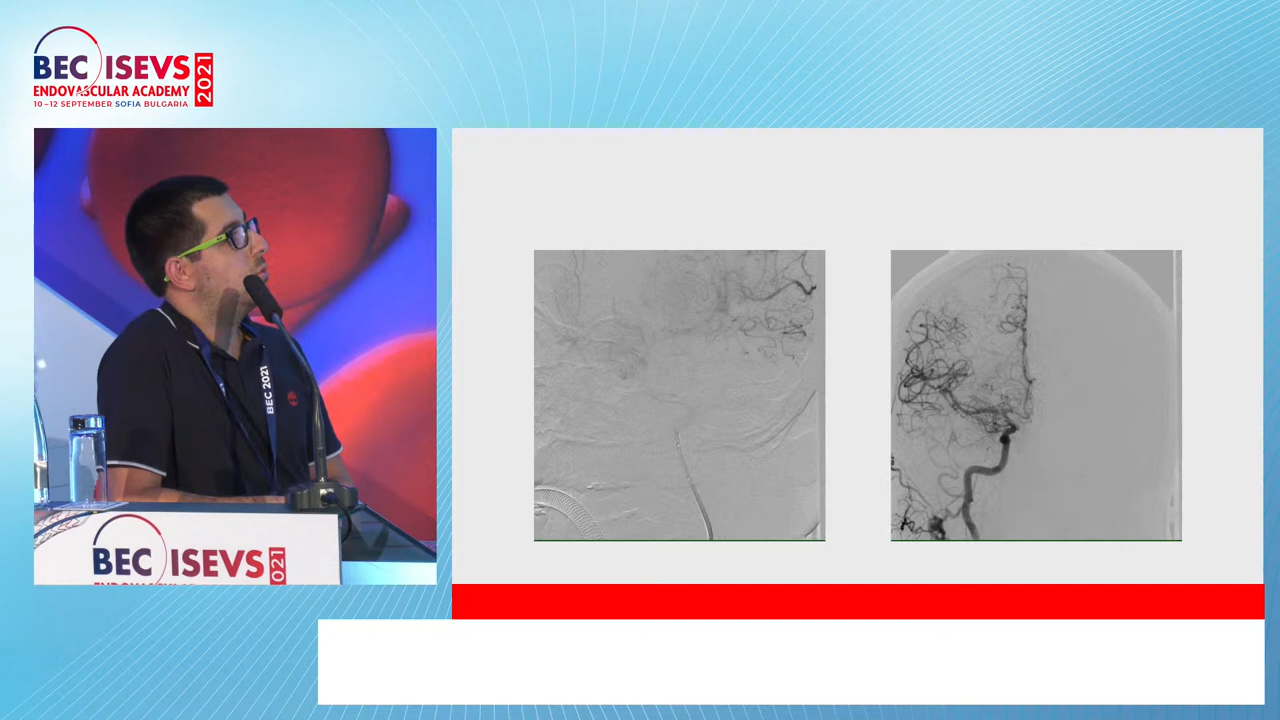 BEC ISEVS
ENDOVASCULAR ACADEMY
10-12 SEPTEMBER SOFIA BULGARIA
2021
BEC 2021
BEC ISEVS
021